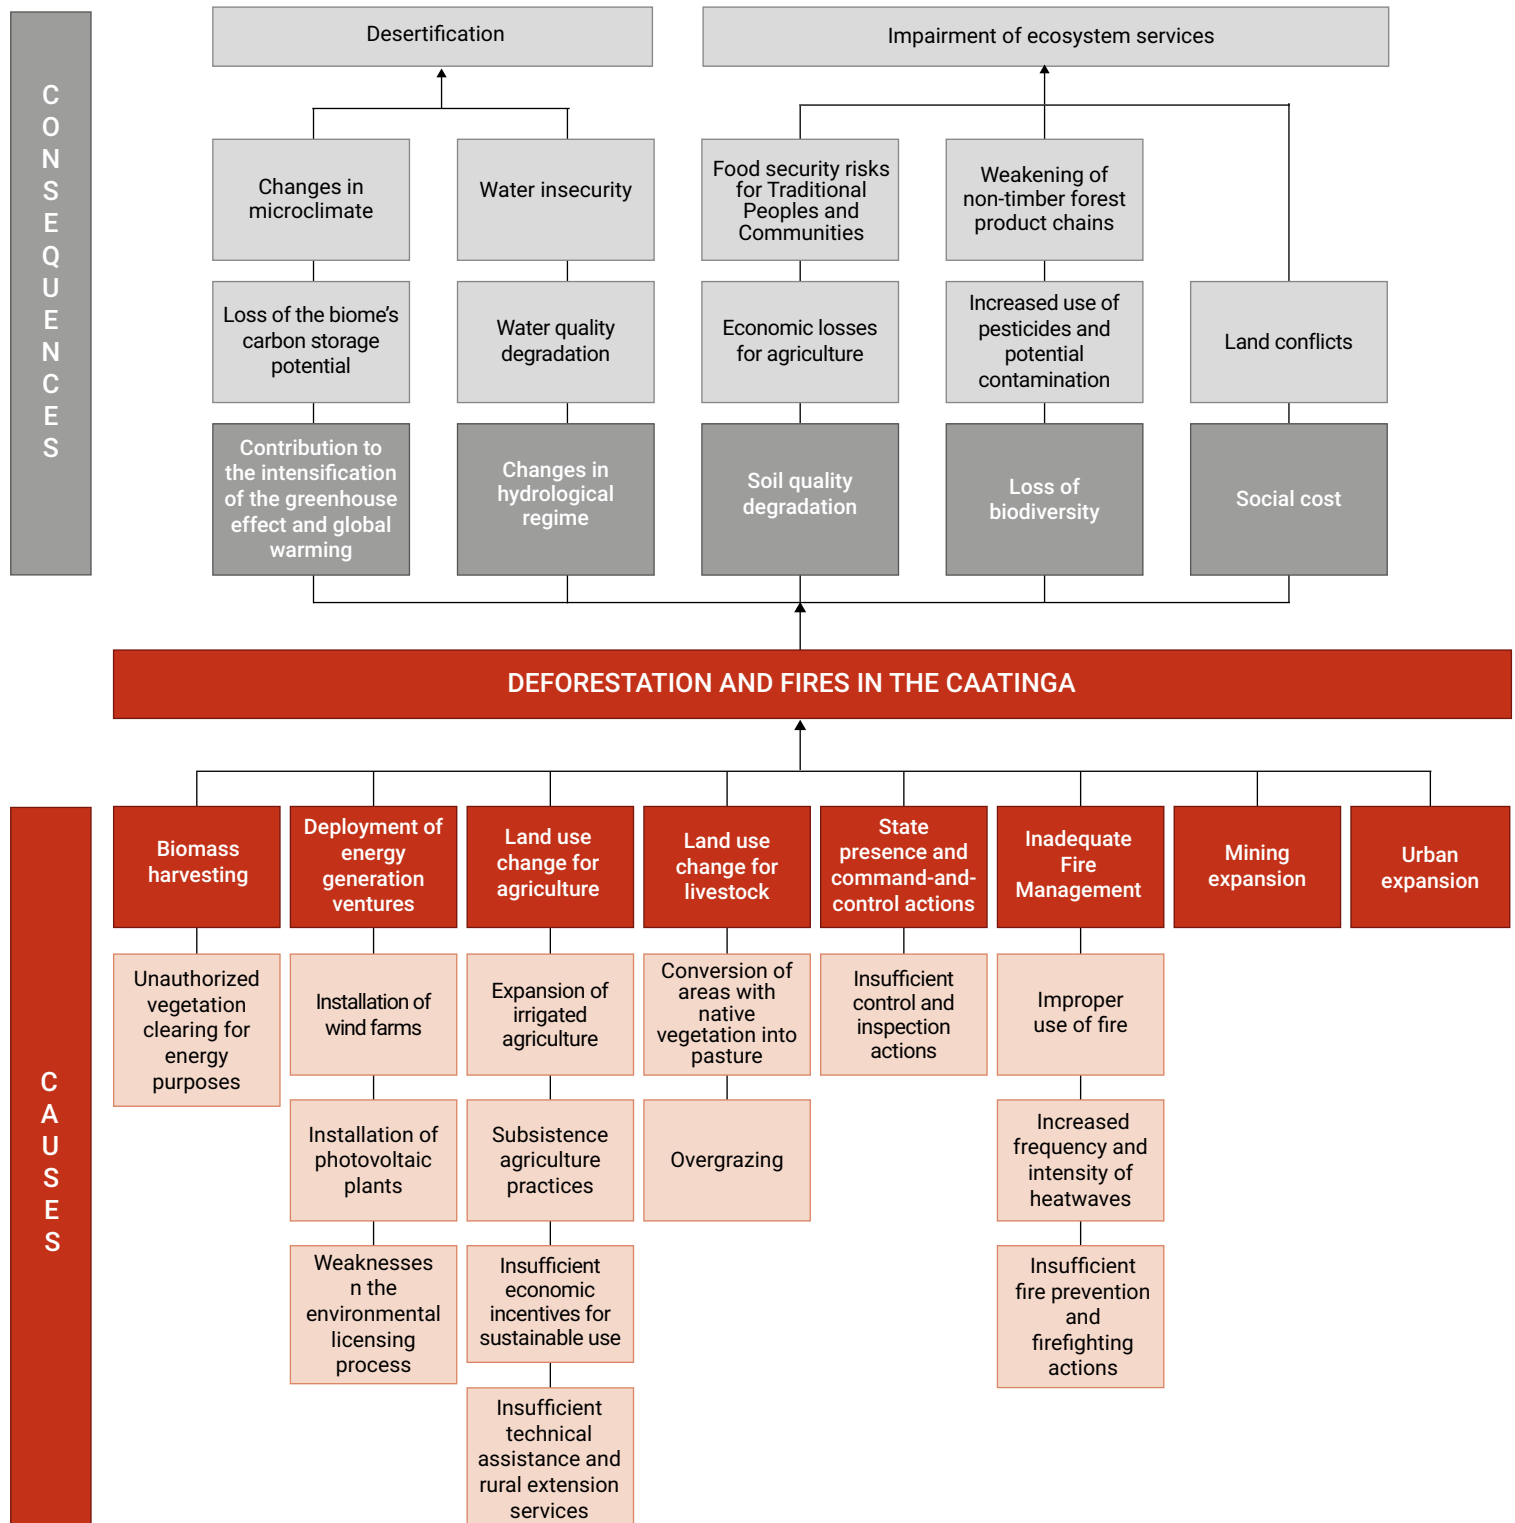 CONSEQUENCES
Desertification
Impairment of ecosystem services
Changes in
microclimate
Water insecurity
Food security risks
for Traditional
Peoples and
Communities
Weakening of
non-timber forest
product chains
Loss of the biome’s
carbon storage
potential
Water quality
degradation
Economic losses
for agriculture
Increased use of
pesticides and
potential
contamination
Land conflicts
Contribution to
the intensification
of the greenhouse
effect and global
warming
Changes in
hydrological
regime
Soil quality
degradation
Loss of
biodiversity
Social cost
DEFORESTATION AND FIRES IN THE CAATINGA
CAUSES
Biomass
harvesting
Deployment of
energy
generation
ventures
Land use
change for
agriculture
Land use
change for
livestock
State
presence and
command-and-
control actions
Inadequate
Fire
Management
Mining
expansion
Urban
expansion
Unauthorized
vegetation
clearing for
energy
purposes
Installation of
wind farms
Expansion of
irrigated
agriculture
Conversion of
areas with
native
vegetation into
pasture
Insufficient
control and
inspection
actions
Improper
use of fire
Installation of
photovoltaic
plants
Subsistence
agriculture
practices
Overgrazing
Increased
frequency and
intensity of
heatwaves
Weaknesses
n the
environmental
licensing
process
Insufficient
economic
incentives for
sustainable use
Insufficient
fire prevention
and
firefighting
actions
Insufficient
technical
assistance and
rural extension
services